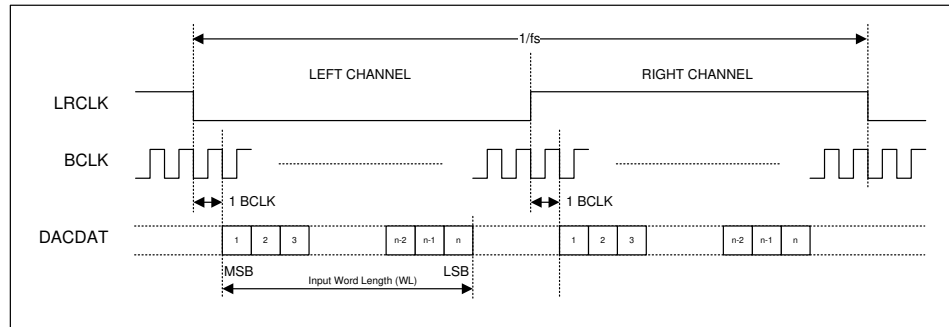 1/fs
LEFT CHANNEL RIGHT CHANNEL
LRCLK
BCLK
1 BCLK 1 BCLK
DACDAT
1 2 3 n-2 n-1 n 1 2 3 n-2 n-1 n
MSB LSB
Input Word Length (WL)